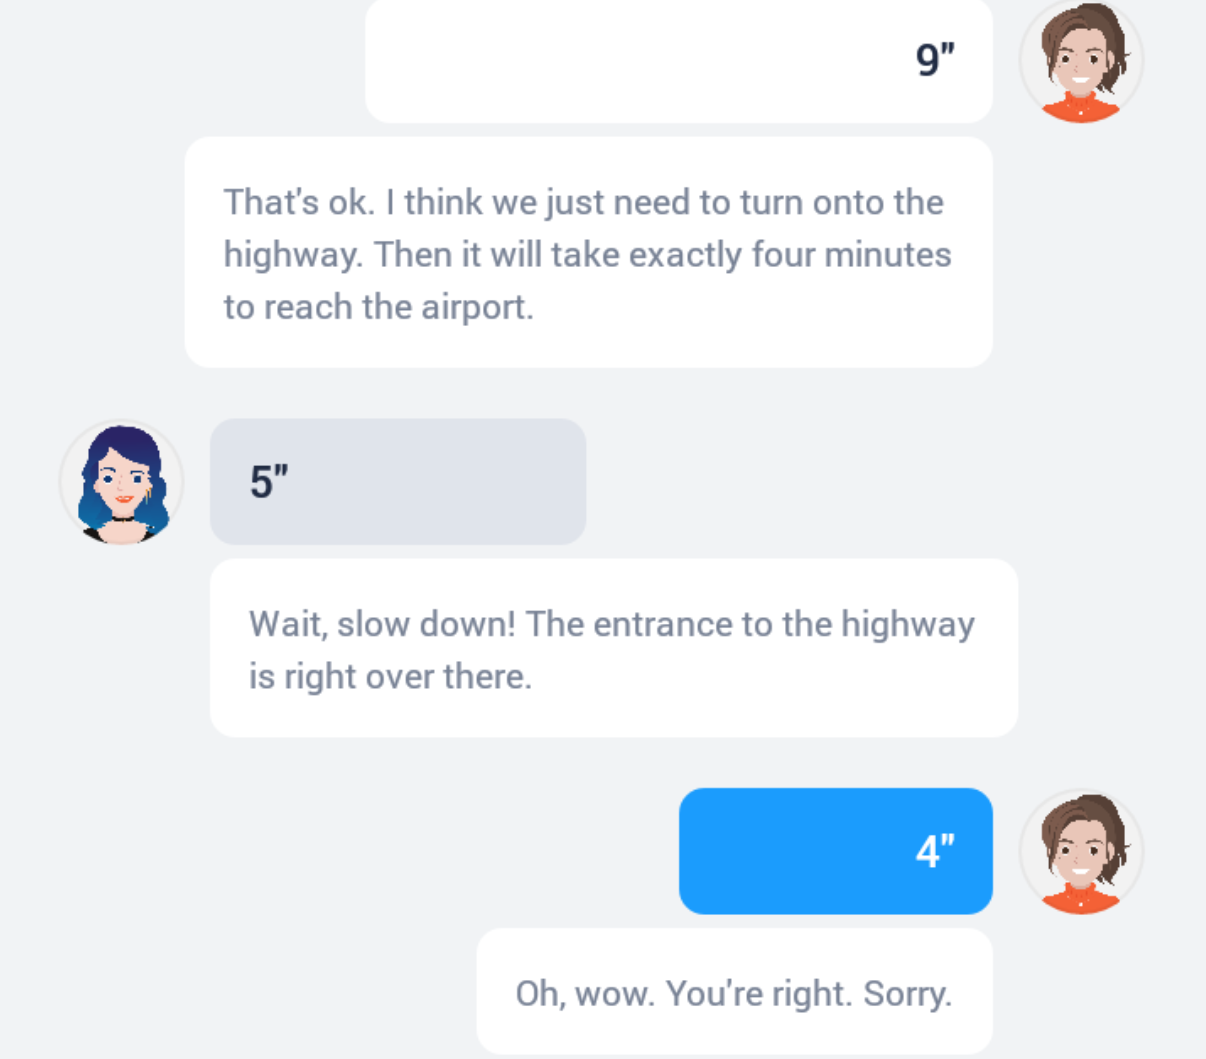 9"
That's ok. I think we just need to turn onto the
highway. Then it will take exactly four minutes
to reach the airport.
5"
Wait, slow down! The entrance to the highway
is right over there.
4"
Oh, wow. You're right. Sorry.